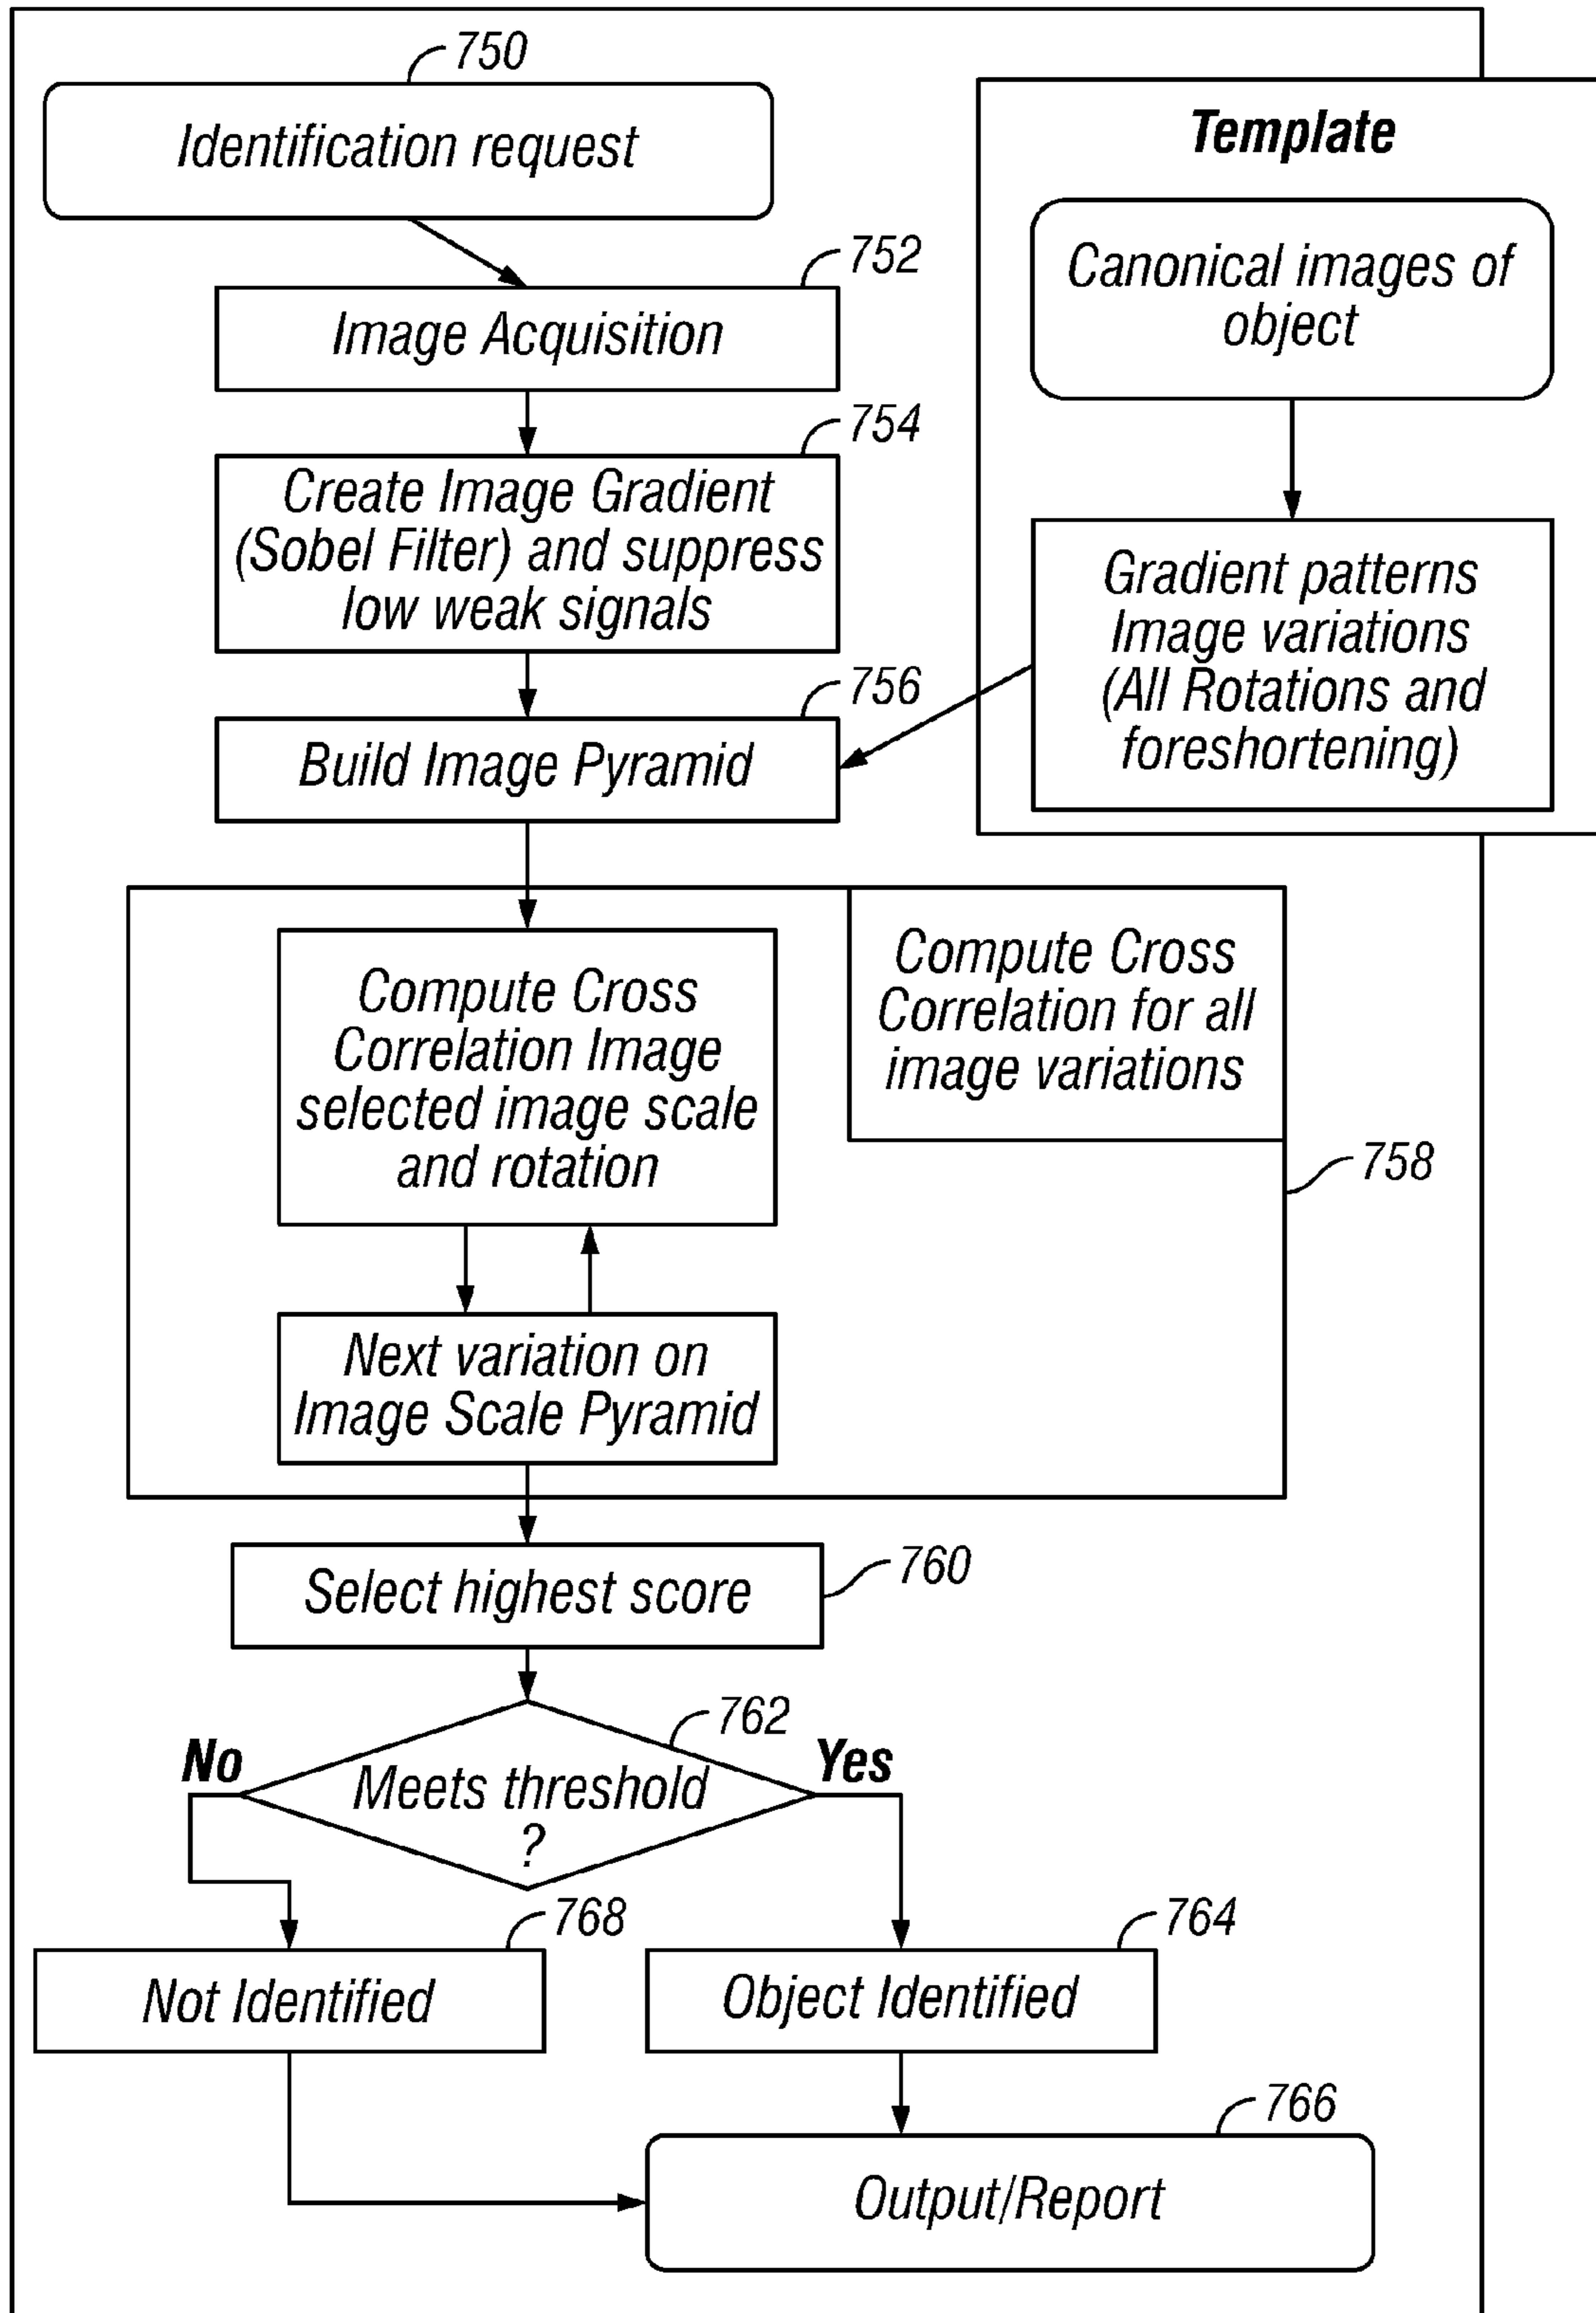 750
Identification request
Template
Canonical images of
object
752
Image Acquisition
754
Create Image Gradient
(Sobel Filter) and suppress
low weak signals
Gradient patterns
Image variations
(All Rotations and
foreshortening)
756
Build Image Pyramid
Compute Cross
Correlation Image
selected image scale
and rotation
Compute Cross
Correlation for all
image variations
758
Next variation on
Image Scale Pyramid
Select highest score
760
762
No
Yes
Meets threshold
?
768
Not Identified
764
Object Identified
766
Output/Report